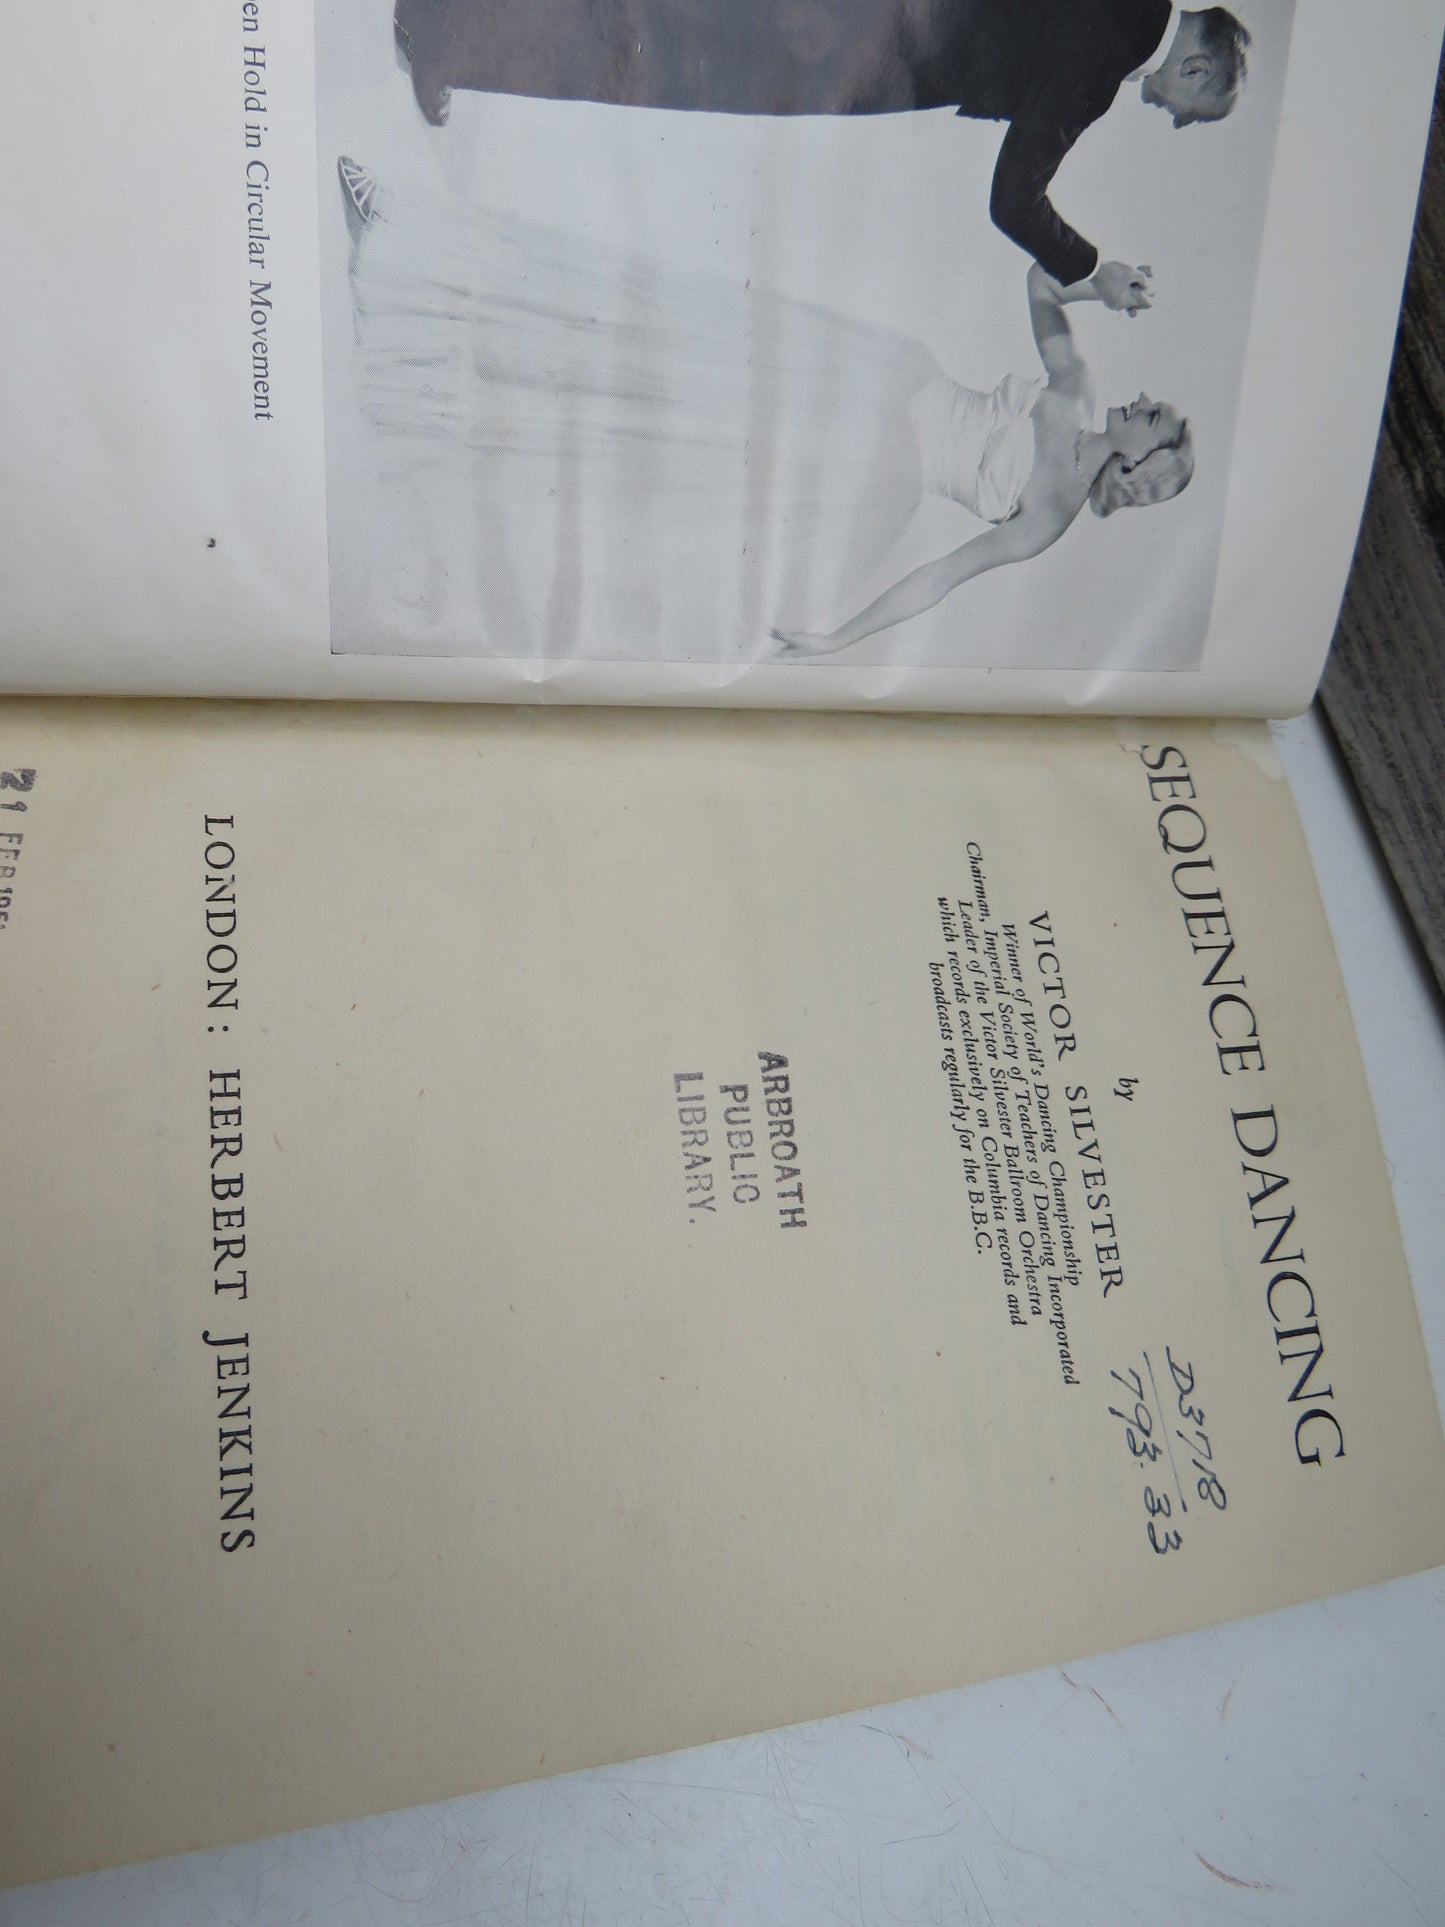 Hold in Circular Movement
SEQUENCE DANCING
by
VICTOR SILVESTER
Winner of World's Dancing Championship
Chairman, Imperial Society of Teachers of Dancing Incorporated
Leader of the Victor Silvester Ballroom Orchestra
which records exclusively on Columbia records and
broadcasts regularly for the B.B.C.
D3718
793.33
ARBROATH
PUBLIC
LIBRARY.
LONDON: HERBERT JENKINS
21 FEB